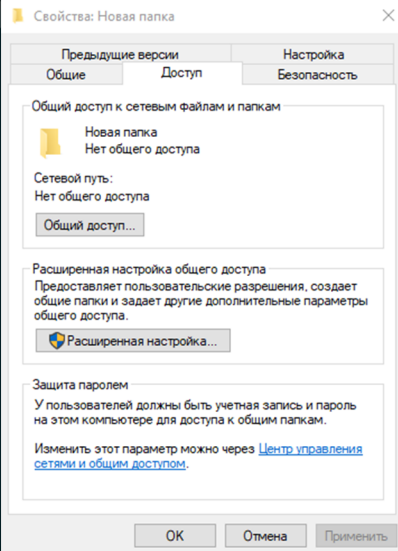 Свойства: Новая папка
Предыдущие версии
Настройка
Общие
Доступ
Безопасность
Общий доступ к сетевым файлам и папкам
Новая папка
Нет общего доступа
Сетевой путь:
Нет общего доступа
Общий доступ...
Расширенная настройка общего доступа
Предоставляет пользовательские разрешения, создает
общие папки и задает другие дополнительные параметры
общего доступа.
Расширенная настройка...
Защита паролем
У пользователей должны быть учетная запись и пароль
на этом компьютере для доступа к общим папкам.
Изменить этот параметр можно через Центр управления
сетями и общим доступом.
OK
Отмена
Применить